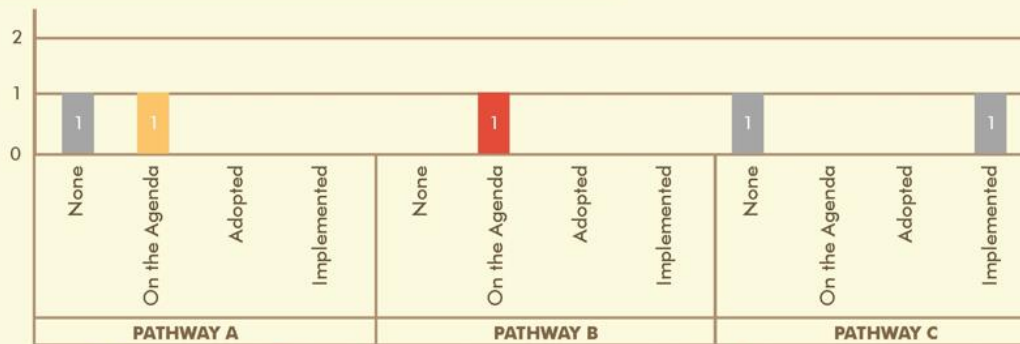 2
1
0
1
1
1
1
1
None
On the Agenda
Adopted
Implemented
None
On the Agenda
Adopted
Implemented
None
On the Agenda
Adopted
Implemented
PATHWAY A
PATHWAY B
PATHWAY C